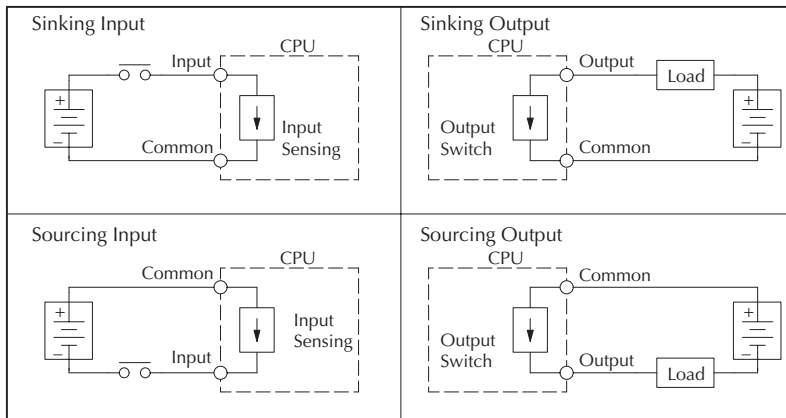 Sinking Input
CPU
Input
+
−
Input
Sensing
Common
Sinking Output
CPU
Output
Load
+
−
Output
Switch
Common
Sourcing Input
CPU
Common
+
−
Input
Sensing
Input
Sourcing Output
CPU
Common
+
−
Output
Switch
Output
Load